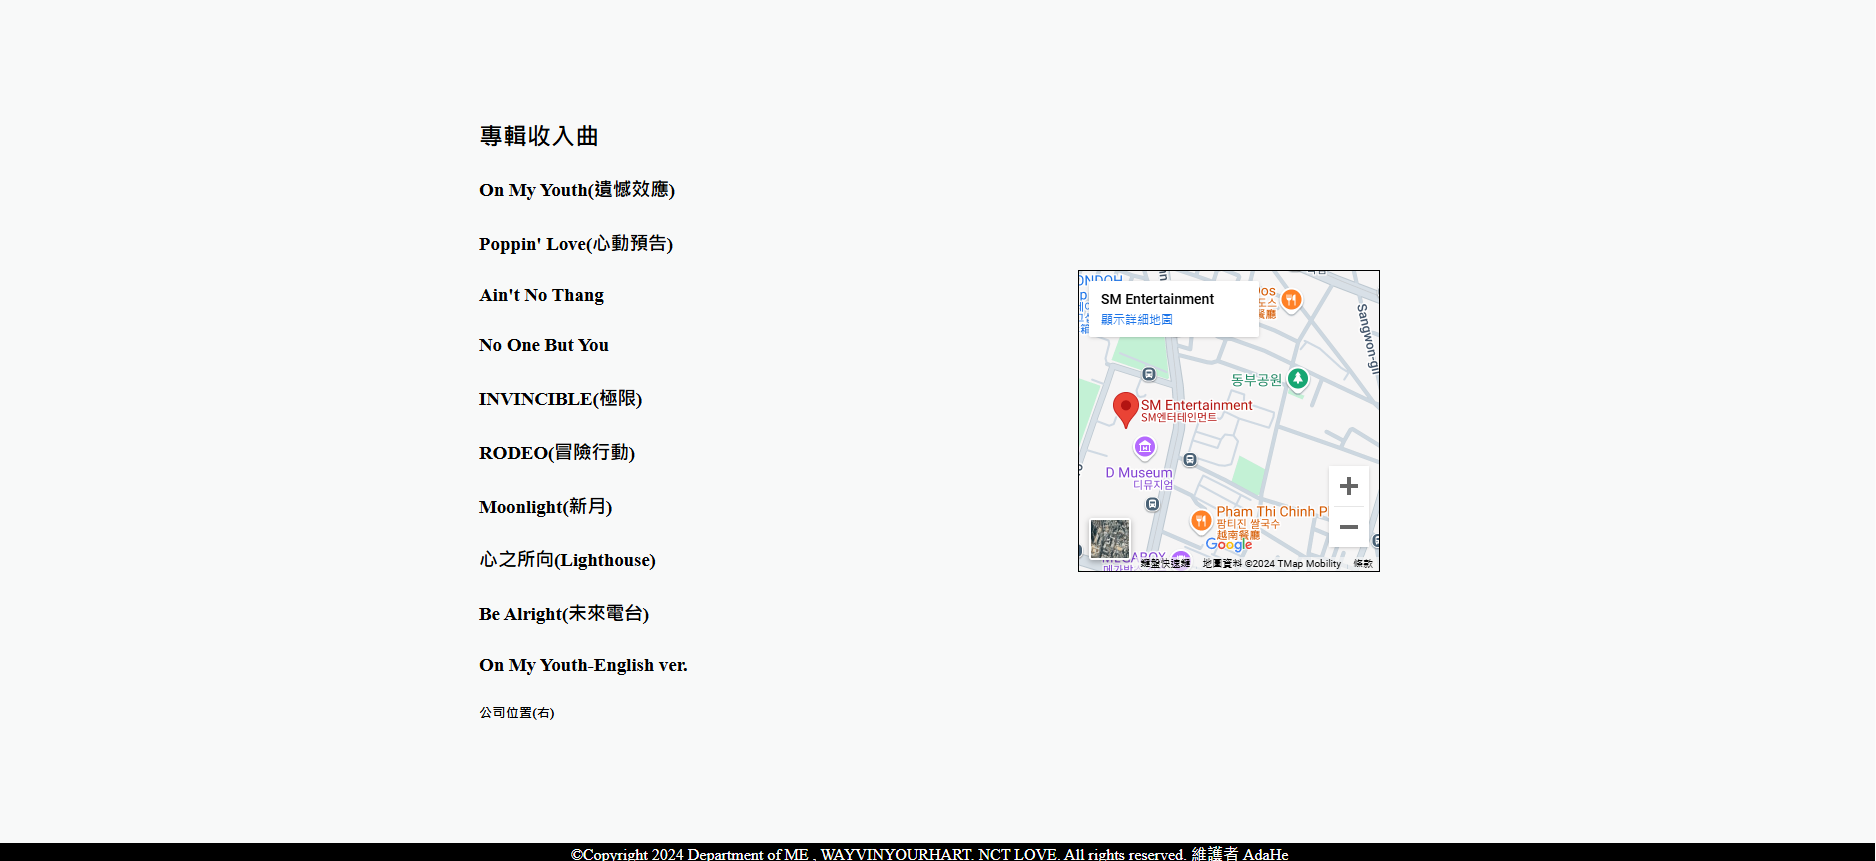 專輯收入曲
On My Youth(遺憾效應)
Poppin' Love(心動預告)
Ain't No Thang
No One But You
INVINCIBLE(極限)
RODEO(冒險行動)
Moonlight(新月)
心之所向(Lighthouse)
Be Alright(未來電台)
On My Youth-English ver.
公司位置(右)
SM Entertainment
顯示詳細地圖
도스
餐廳
Sangwon-gil
동부공원
SM Entertainment
SM엔터테인먼트
D Museum
디뮤지엄
Pham Thi Chinh
팜티진 쌀국수
越南餐廳
Google
鍵盤快速鍵 地圖資料 ©2024 TMap Mobility 條款
©Copyright 2024 Department of ME , WAYVINYOURHART. NCT LOVE. All rights reserved. 維護者 AdaHe